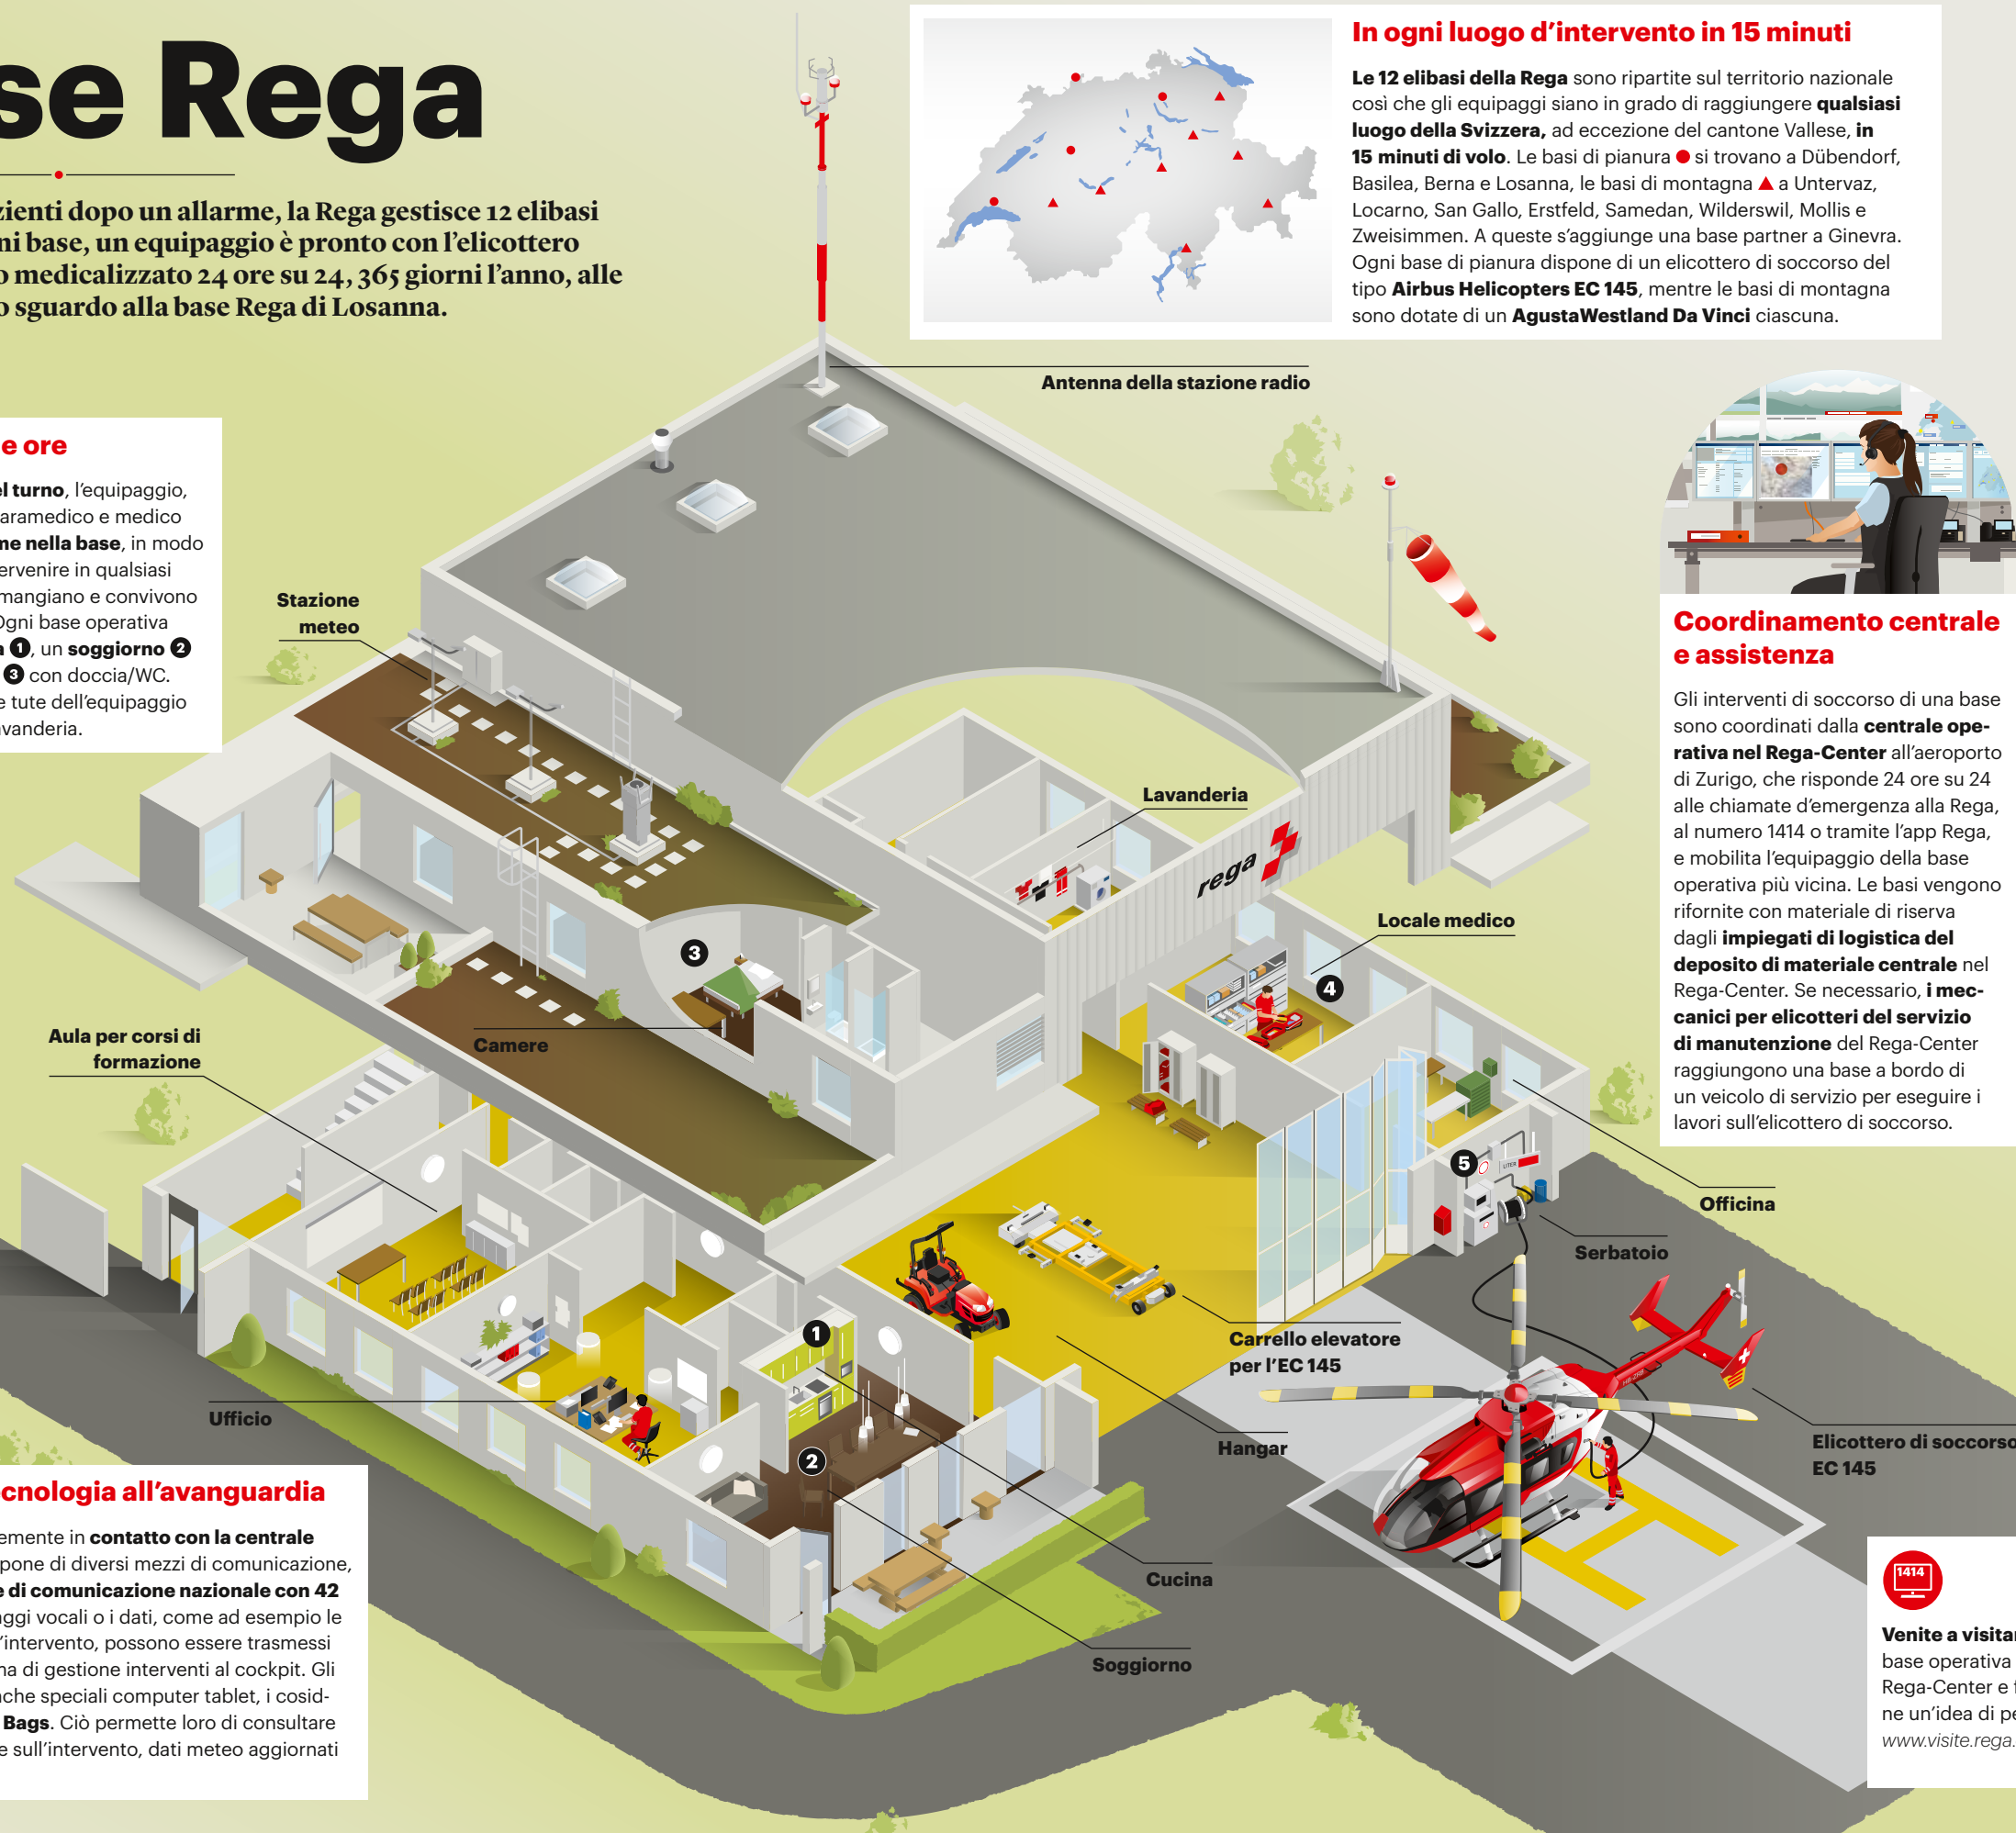 se Rega
zienti dopo un allarme, la Rega gestisce 12 elibasi
ni base, un equipaggio è pronto con l’elicottero
o medicalizzato 24 ore su 24, 365 giorni l’anno, alle
o sguardo alla base Rega di Losanna.
In ogni luogo d’intervento in 15 minuti
Le 12 elibasi della Rega sono ripartite sul territorio nazionale
così che gli equipaggi siano in grado di raggiungere qualsiasi
luogo della Svizzera, ad eccezione del cantone Vallese, in
15 minuti di volo. Le basi di pianura ● si trovano a Dübendorf,
Basilea, Berna e Losanna, le basi di montagna ▲ a Untervaz,
Locarno, San Gallo, Erstfeld, Samedan, Wilderswil, Mollis e
Zweisimmen. A queste s’aggiunge una base partner a Ginevra.
Ogni base di pianura dispone di un elicottero di soccorso del
tipo Airbus Helicopters EC 145, mentre le basi di montagna
sono dotate di un AgustaWestland Da Vinci ciascuna.
Antenna della stazione radio
e ore
el turno, l’equipaggio,
aramedico e medico
me nella base, in modo
ervenire in qualsiasi
mangiano e convivono
Ogni base operativa
a 1, un soggiorno 2
3 con doccia/WC.
e tute dell’equipaggio
avanderia.
Stazione
meteo
Coordinamento centrale
e assistenza
Gli interventi di soccorso di una base
sono coordinati dalla centrale ope-
rativa nel Rega-Center all’aeroporto
di Zurigo, che risponde 24 ore su 24
alle chiamate d’emergenza alla Rega,
al numero 1414 o tramite l’app Rega,
e mobilita l’equipaggio della base
operativa più vicina. Le basi vengono
rifornite con materiale di riserva
dagli impiegati di logistica del
deposito di materiale centrale nel
Rega-Center. Se necessario, i mec-
canici per elicotteri del servizio
di manutenzione del Rega-Center
raggiungono una base a bordo di
un veicolo di servizio per eseguire i
lavori sull’elicottero di soccorso.
Lavanderia
rega
Locale medico
3
4
Camere
Aula per corsi di
formazione
5
LITER
Officina
Serbatoio
1
Carrello elevatore
per l’EC 145
HB-ZRB
Ufficio
2
Hangar
Elicottero di soccorso
EC 145
Cucina
Soggiorno
cnologia all’avanguardia
emente in contatto con la centrale
pone di diversi mezzi di comunicazione,
e di comunicazione nazionale con 42
aggi vocali o i dati, come ad esempio le
l’intervento, possono essere trasmessi
ma di gestione interventi al cockpit. Gli
nche speciali computer tablet, i cosid-
Bags. Ciò permette loro di consultare
e sull’intervento, dati meteo aggiornati
1414
Venite a visitar
base operativa
Rega-Center e f
ne un’idea di pe
www.visite.rega.